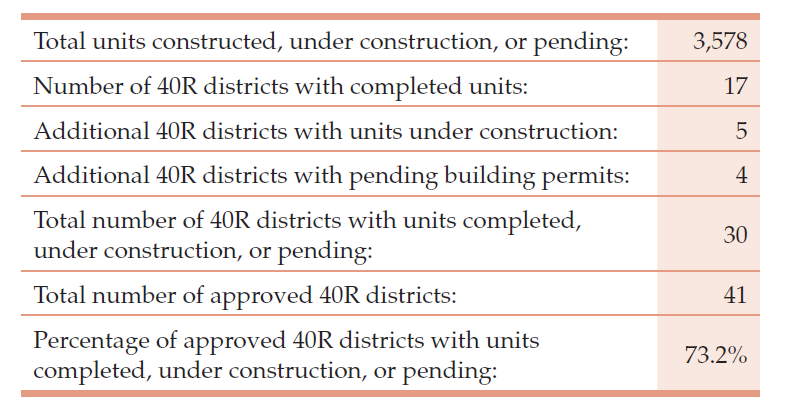 Total units constructed, under construction, or pending: 3,578
Number of 40R districts with completed units: 17
Additional 40R districts with units under construction: 5
Additional 40R districts with pending building permits: 4
Total number of 40R districts with units completed,
under construction, or pending: 30
Total number of approved 40R districts: 41
Percentage of approved 40R districts with units
completed, under construction, or pending: 73.2%